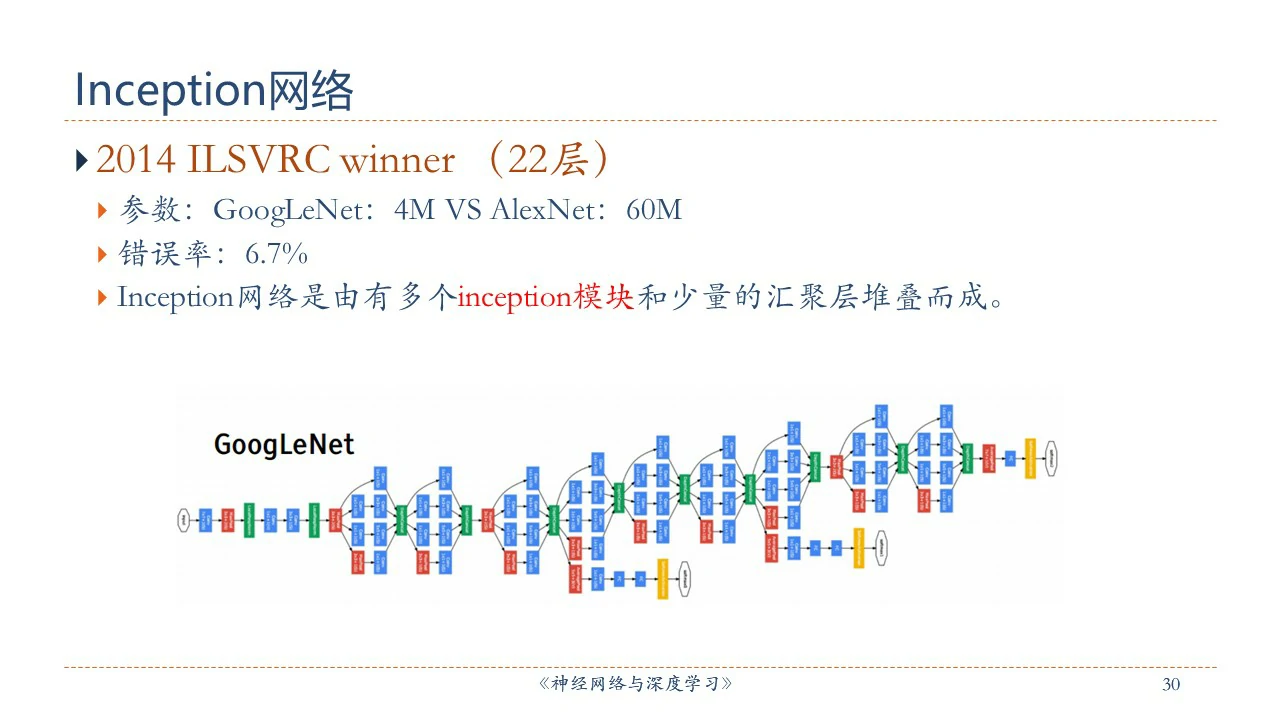 Inception网络
2014 ILSVRC winner （22层）
参数：GoogLeNet：4M VS AlexNet：60M
错误率：6.7%
Inception网络是由有多个inception模块和少量的汇聚层堆叠而成。
GoogLeNet
《神经网络与深度学习》
30